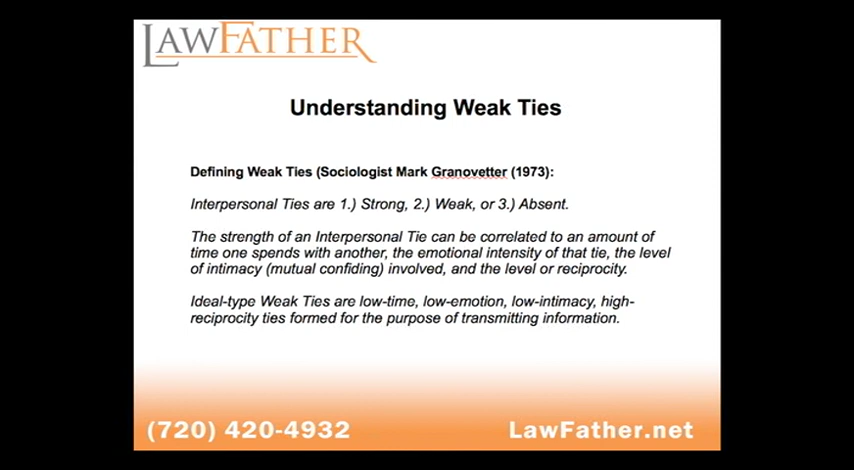 LAWFATHER
Understanding Weak Ties
Defining Weak Ties (Sociologist Mark Granovetter (1973):
Interpersonal Ties are 1.) Strong, 2.) Weak, or 3.) Absent.
The strength of an Interpersonal Tie can be correlated to an amount of
time one spends with another, the emotional intensity of that tie, the level
of intimacy (mutual confiding) involved, and the level or reciprocity.
Ideal-type Weak Ties are low-time, low-emotion, low-intimacy, high-
reciprocity ties formed for the purpose of transmitting information.
(720) 420-4932
LawFather.net